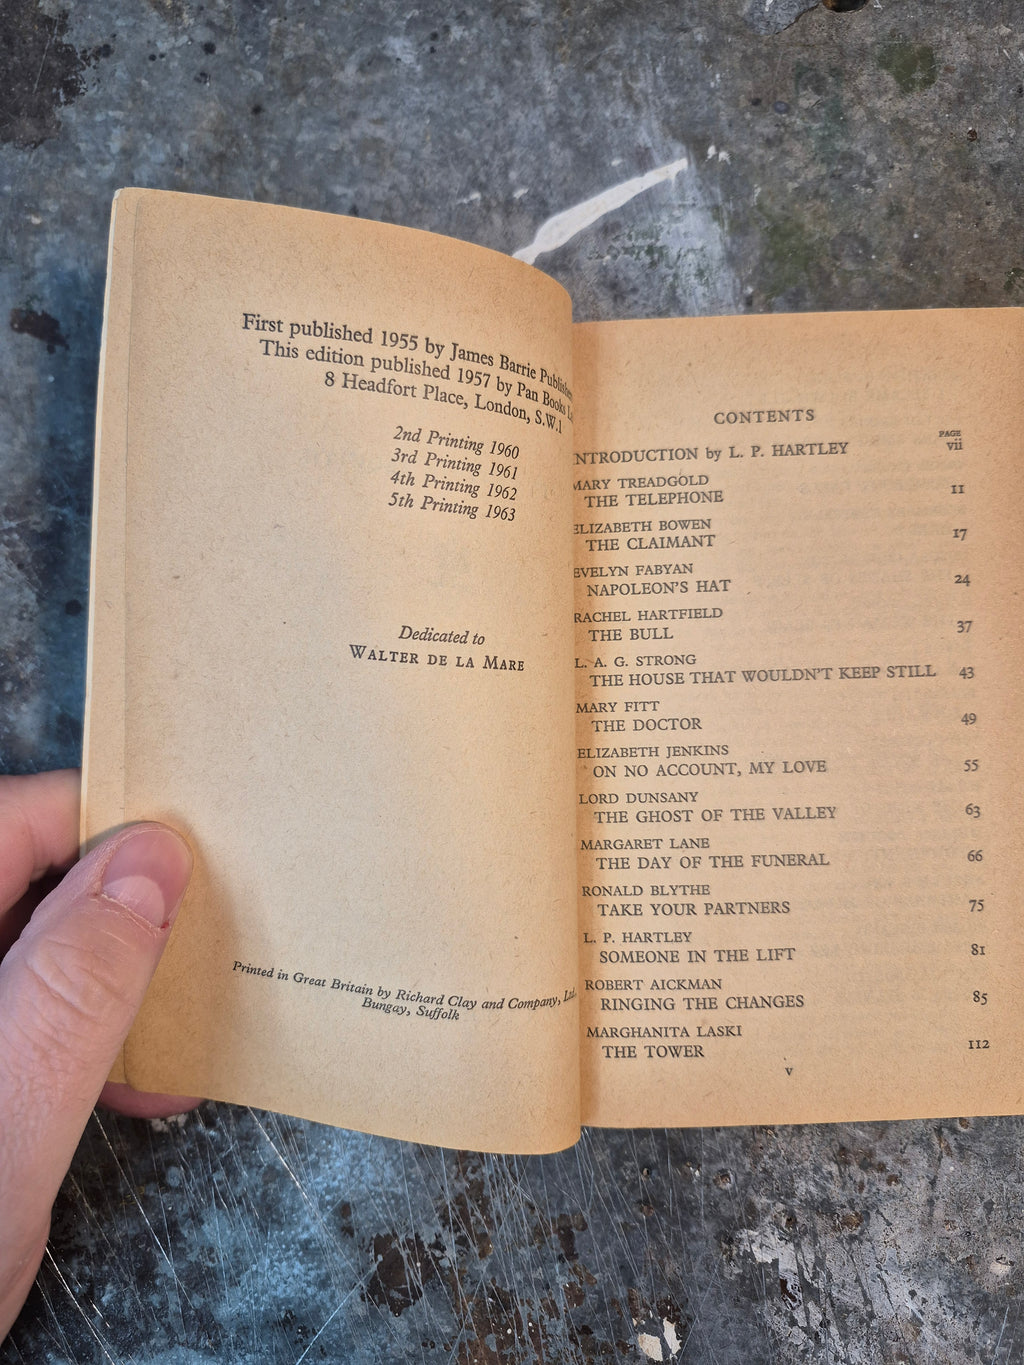 First published 1955 by James Barrie
This edition published 1957 by Pan Books
8 Headfort Place, London, S.W.1
2nd Printing 1960
3rd Printing 1961
4th Printing 1962
5th Printing 1963
Dedicated to
WALTER DE LA MARE
Printed in Great Britain by Richard Clay and Company, Ltd.
Bungay, Suffolk
CONTENTS
PAGE
NTRODUCTION by L. P. HARTLEY vii
MARY TREADGOLD
THE TELEPHONE 11
ELIZABETH BOWEN
THE CLAIMANT 17
EVELYN FABYAN
NAPOLEON'S HAT 24
RACHEL HARTFIELD
THE BULL 37
L. A. G. STRONG
THE HOUSE THAT WOULDN'T KEEP STILL 43
MARY FITT
THE DOCTOR 49
ELIZABETH JENKINS
ON NO ACCOUNT, MY LOVE 55
LORD DUNSANY
THE GHOST OF THE VALLEY 63
MARGARET LANE
THE DAY OF THE FUNERAL 66
RONALD BLYTHE
TAKE YOUR PARTNERS 75
L. P. HARTLEY
SOMEONE IN THE LIFT 81
ROBERT AICKMAN
RINGING THE CHANGES 85
MARGHANITA LASKI
THE TOWER 112
v